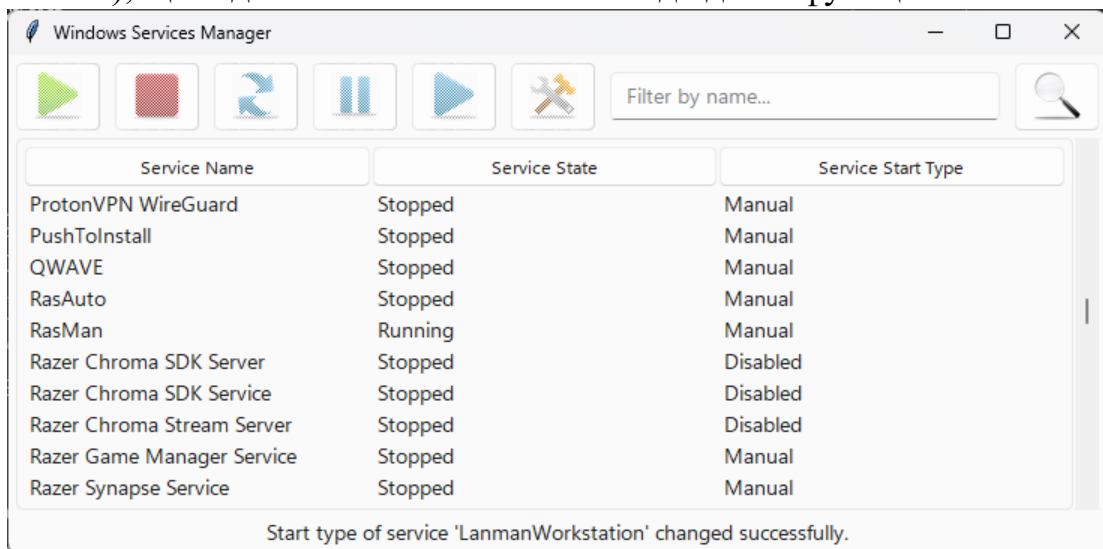 Windows Services Manager
Filter by name...
Service Name Service State Service Start Type
ProtonVPN WireGuard Stopped Manual
PushToInstall Stopped Manual
QWAVE Stopped Manual
RasAuto Stopped Manual
RasMan Running Manual
Razer Chroma SDK Server Stopped Disabled
Razer Chroma SDK Service Stopped Disabled
Razer Chroma Stream Server Stopped Disabled
Razer Game Manager Service Stopped Manual
Razer Synapse Service Stopped Manual
Start type of service 'LanmanWorkstation' changed successfully.